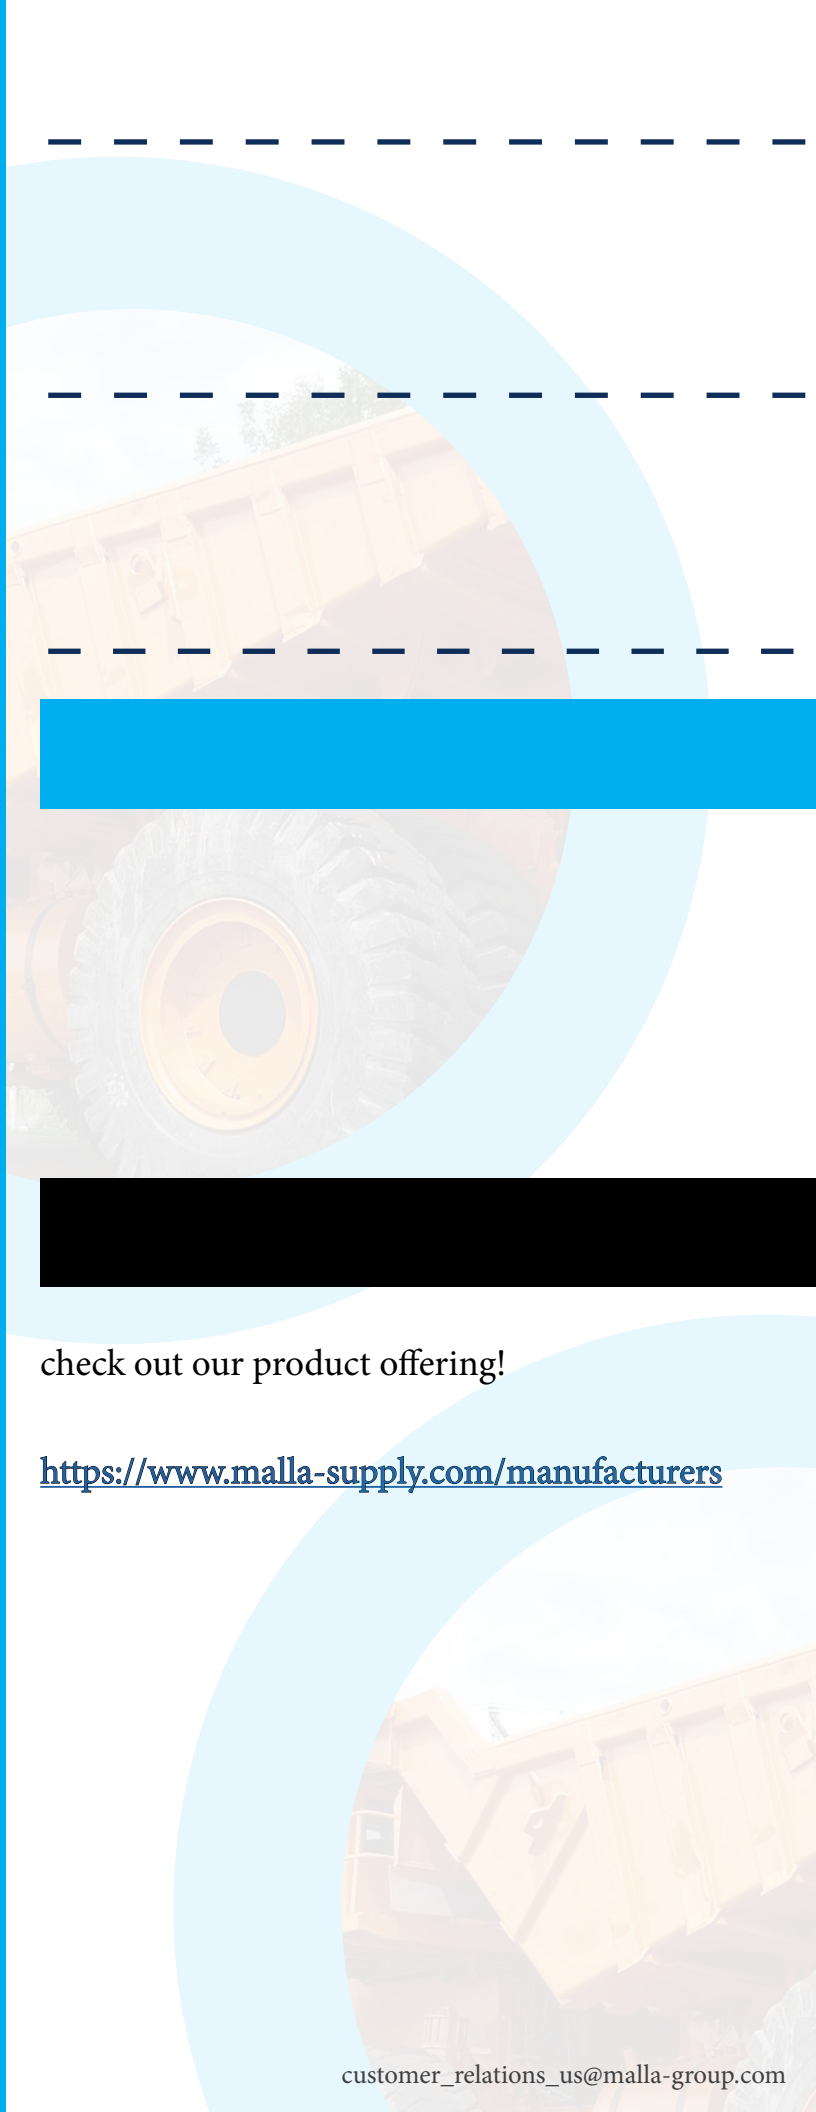 check out our product offering!
https://www.malla-supply.com/manufacturers
customer_relations_us@malla-group.com